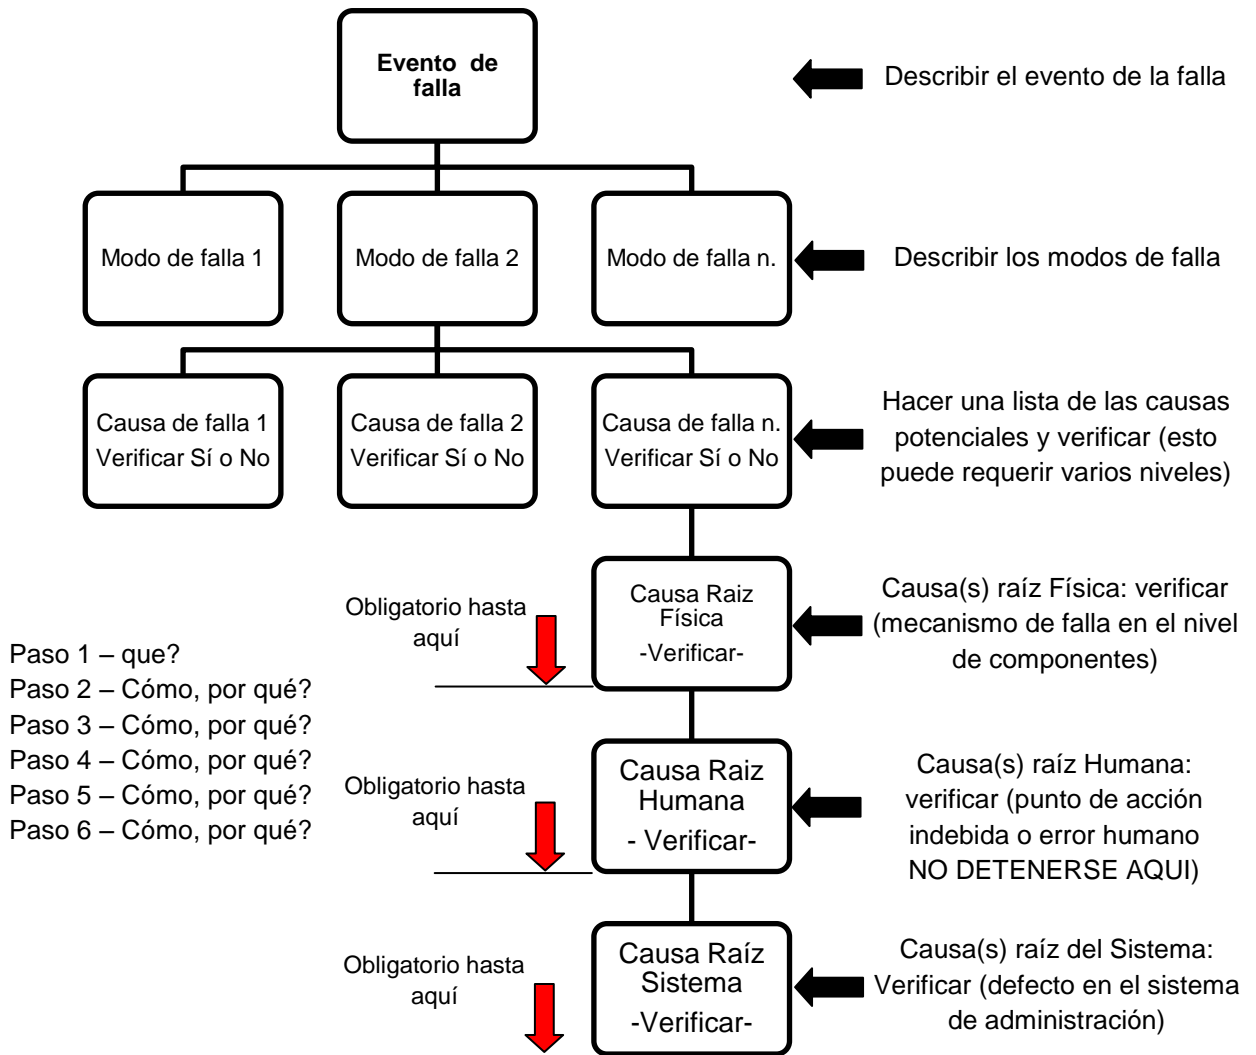 Evento de
falla
Describir el evento de la falla
Modo de falla 1
Modo de falla 2
Modo de falla n.
Describir los modos de falla
Causa de falla 1
Verificar Sí o No
Causa de falla 2
Verificar Sí o No
Causa de falla n.
Verificar Sí o No
Hacer una lista de las causas
potenciales y verificar (esto
puede requerir varios niveles)
Obligatorio hasta
aquí
Causa Raiz
Física
-Verificar-
Causa(s) raíz Física: verificar
(mecanismo de falla en el nivel
de componentes)
Paso 1 – que?
Paso 2 – Cómo, por qué?
Paso 3 – Cómo, por qué?
Paso 4 – Cómo, por qué?
Paso 5 – Cómo, por qué?
Paso 6 – Cómo, por qué?
Obligatorio hasta
aquí
Causa Raiz
Humana
- Verificar-
Causa(s) raíz Humana:
verificar (punto de acción
indebida o error humano
NO DETENERSE AQUI)
Obligatorio hasta
aquí
Causa Raíz
Sistema
-Verificar-
Causa(s) raíz del Sistema:
Verificar (defecto en el sistema
de administración)